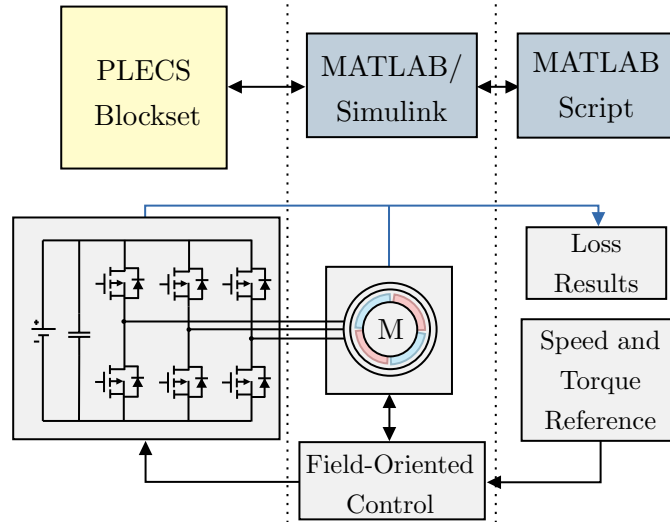 PLECS
Blockset
MATLAB/
Simulink
MATLAB
Script
Loss
Results
M
Speed and
Torque
Reference
Field-Oriented
Control